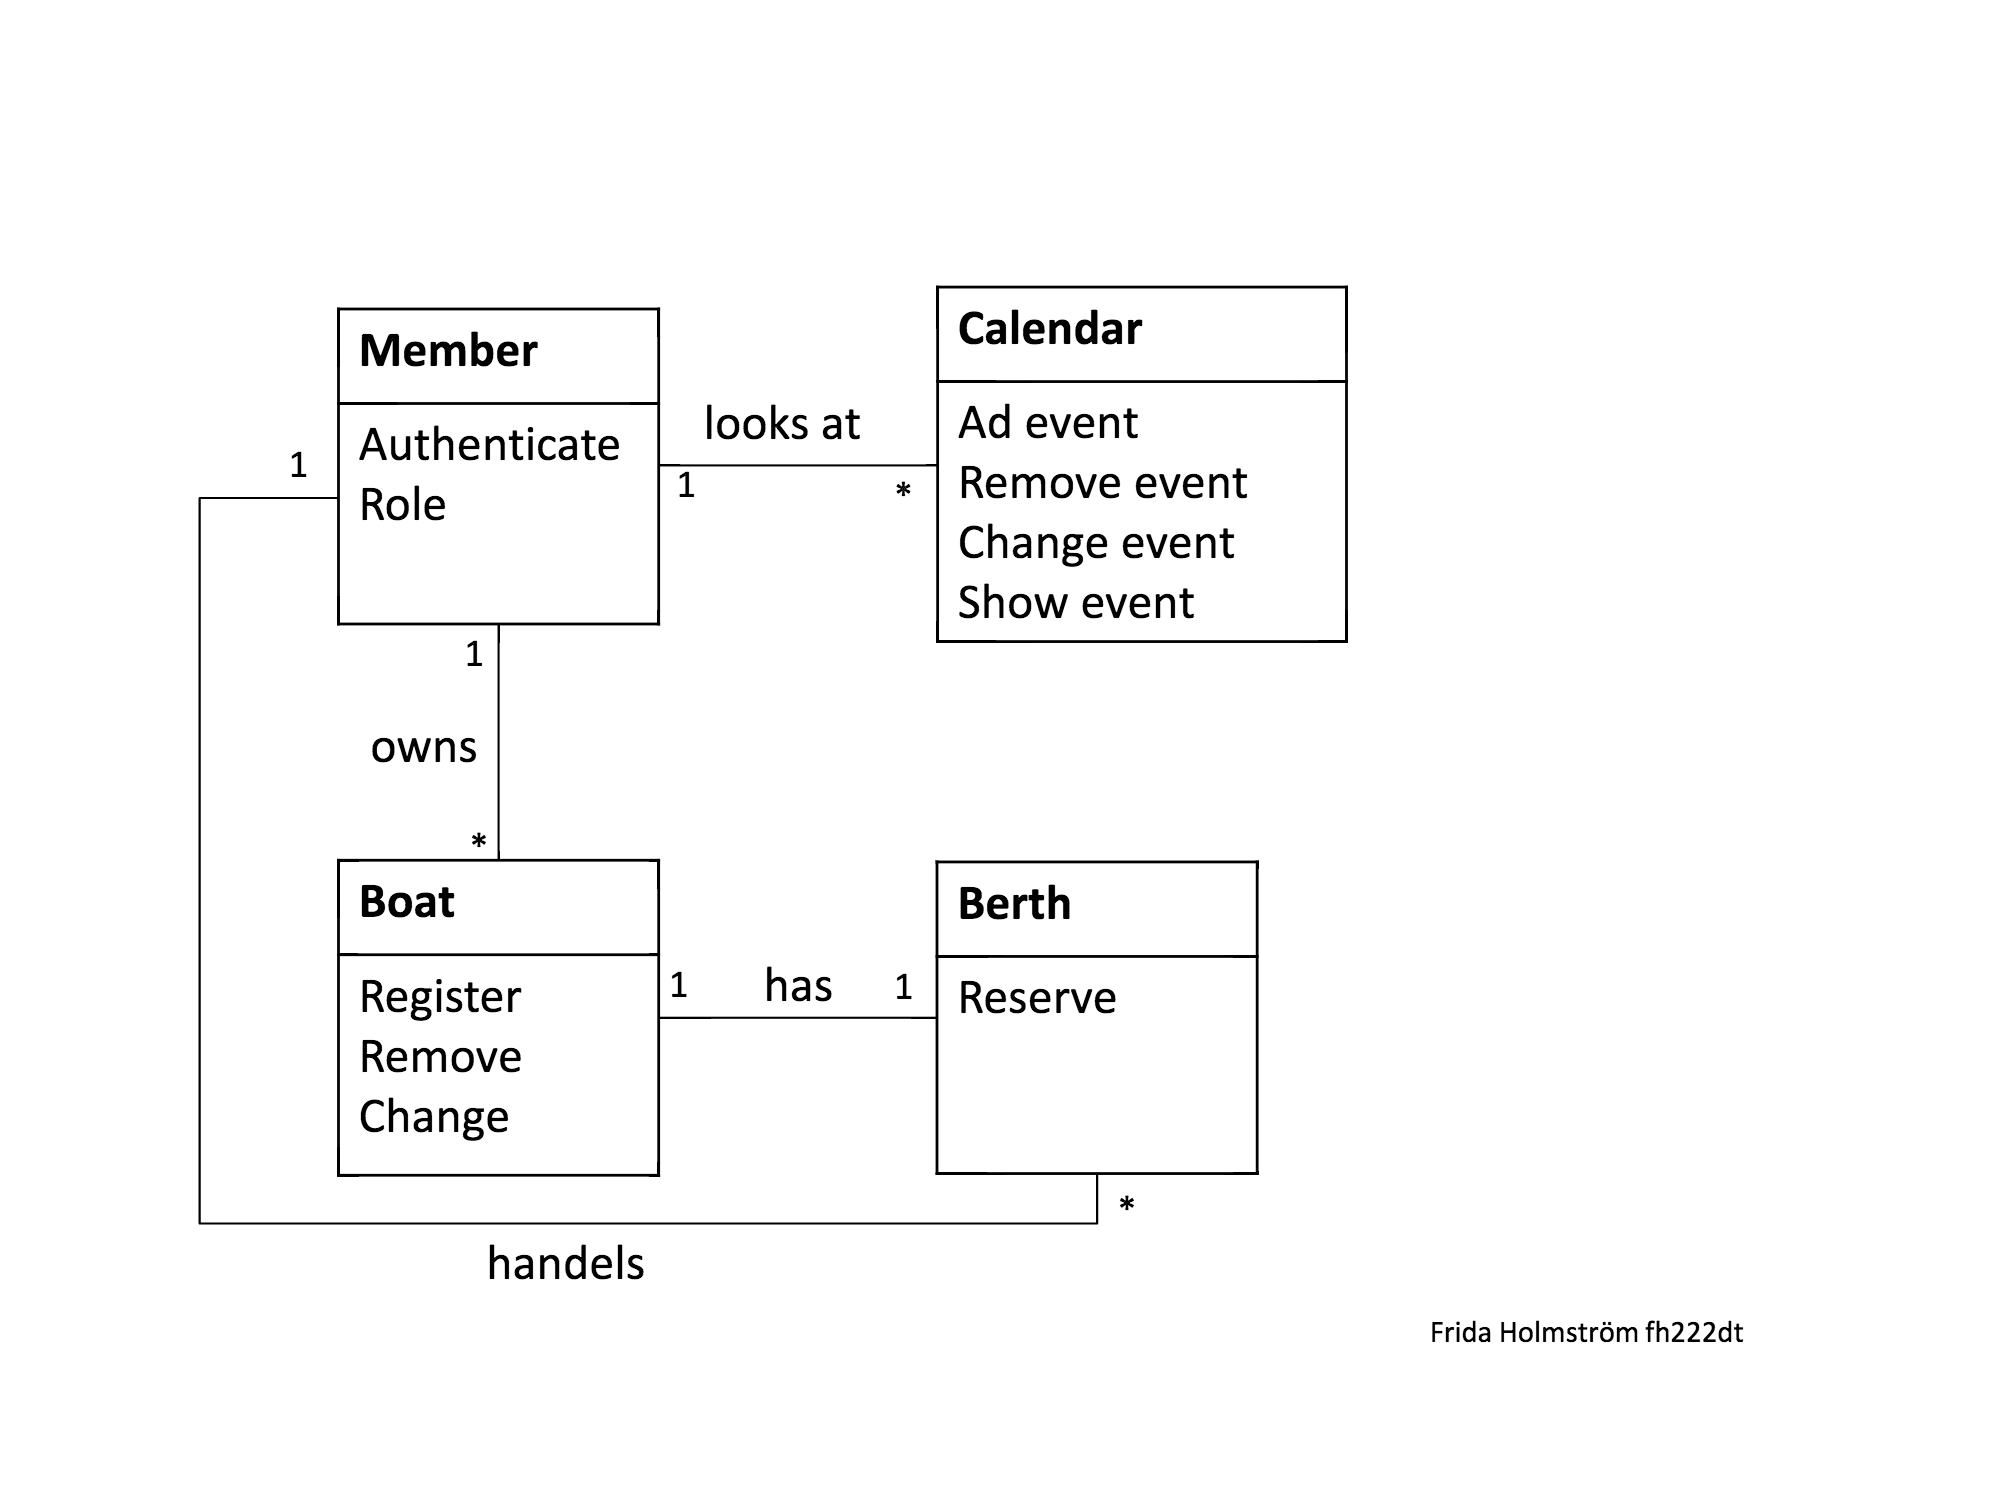 Member
Authenticate
Role
1
looks at
1
*
Calendar
Ad event
Remove event
Change event
Show event
1
owns
*
Boat
Register
Remove
Change
1
has
1
Berth
Reserve
*
handels
Frida Holmström fh222dt